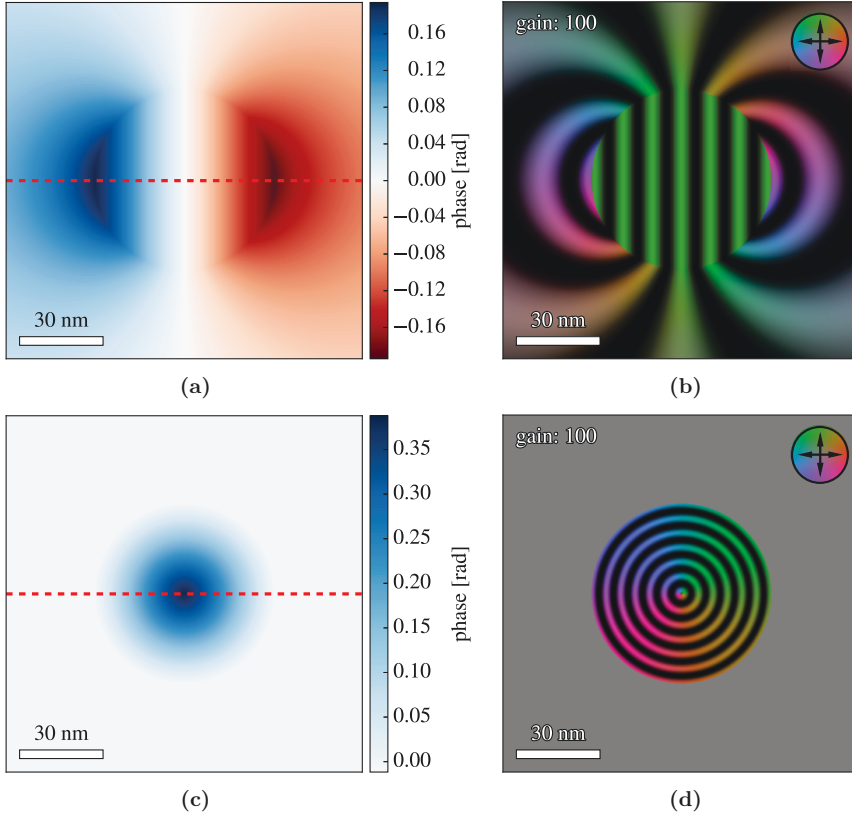 0.16
0.12
0.08
0.04
0.00
−0.04
−0.08
−0.12
−0.16
phase [rad]
30 nm
(a)
gain: 100
30 nm
(b)
0.35
0.30
0.25
0.20
0.15
0.10
0.05
0.00
phase [rad]
30 nm
(c)
gain: 100
30 nm
(d)